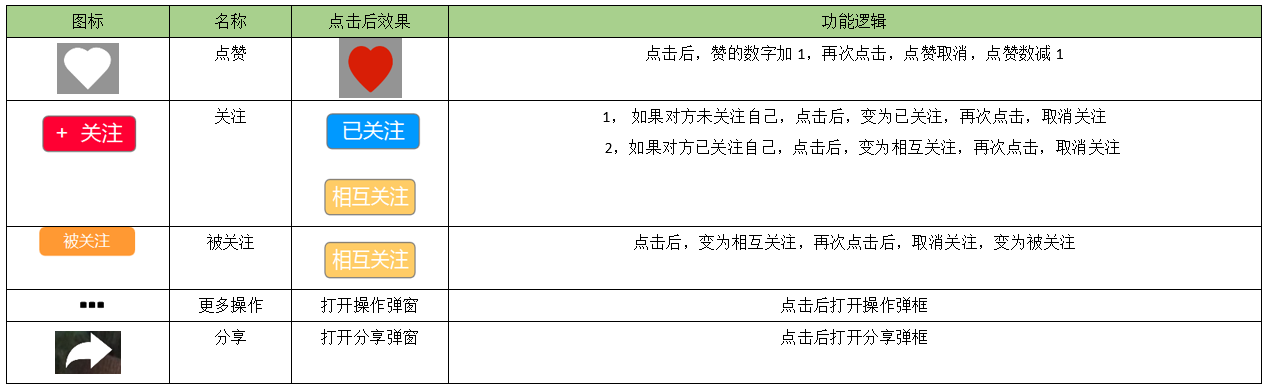 图标 名称 点击后效果 功能逻辑
点赞 点击后，赞的数字加 1，再次点击，点赞取消，点赞数减 1
+ 关注 关注 已关注 1， 如果对方未关注自己，点击后，变为已关注，再次点击，取消关注
2，如果对方已关注自己，点击后，变为相互关注，再次点击，取消关注
相互关注
被关注 被关注 相互关注 点击后，变为相互关注，再次点击后，取消关注，变为被关注
更多操作 打开操作弹窗 点击后打开操作弹框
分享 打开分享弹窗 点击后打开分享弹框